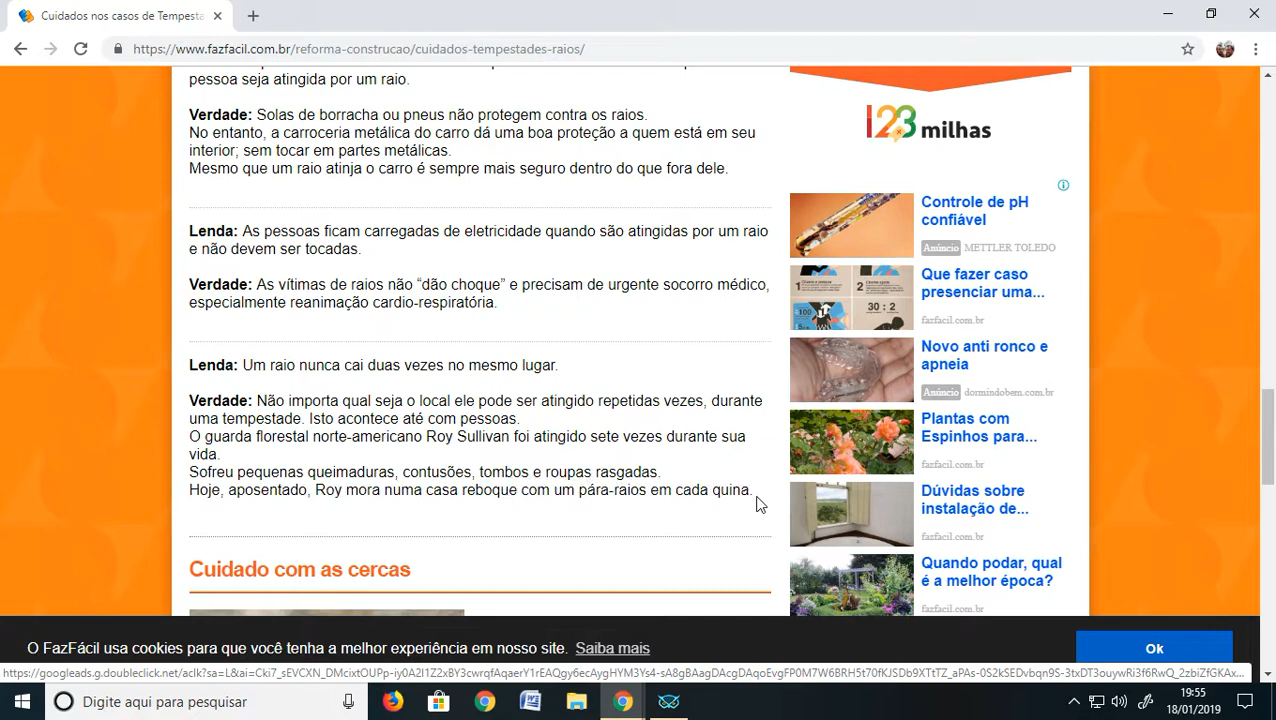 Cuidados nos casos de Tempesta
https://www.fazfacil.com.br/reforma-construcao/cuidados-tempestades-raios/
pessoa seja atingida por um raio.
Verdade: Solas de borracha ou pneus não protegem contra os raios.
No entanto, a carroceria metálica do carro dá uma boa proteção a quem está em seu
interior; sem tocar em partes metálicas.
Mesmo que um raio atinja o carro é sempre mais seguro dentro do que fora dele.
Lenda: As pessoas ficam carregadas de eletricidade quando são atingidas por um raio
e não devem ser tocadas.
Verdade: As vítimas de raios não “dão choque” e precisam de urgente socorro médico,
especialmente reanimação cardio-respiratória.
Lenda: Um raio nunca cai duas vezes no mesmo lugar.
Verdade: Não importa qual seja o local ele pode ser atingido repetidas vezes, durante
uma tempestade. Isto acontece até com pessoas.
O guarda florestal norte-americano Roy Sullivan foi atingido sete vezes durante sua
vida.
Sofreu pequenas queimaduras, contusões, tombos e roupas rasgadas.
Hoje, aposentado, Roy mora numa casa reboque com um pára-raios em cada quina.
Cuidado com as cercas
123 milhas
Controle de pH
confiável
Anúncio METTLER TOLEDO
Que fazer caso
presenciar uma...
fazfacil.com.br
Novo anti ronco e
apneia
Anúncio dormindobem.com.br
Plantas com
Espinhos para...
fazfacil.com.br
Dúvidas sobre
instalação de...
fazfacil.com.br
Quando podar, qual
é a melhor época?
fazfacil.com.br
1
2
$100
30 : 2
O FazFácil usa cookies para que você tenha a melhor experiência em nosso site. Saiba mais
Ok
Digite aqui para pesquisar
19:55
18/01/2019